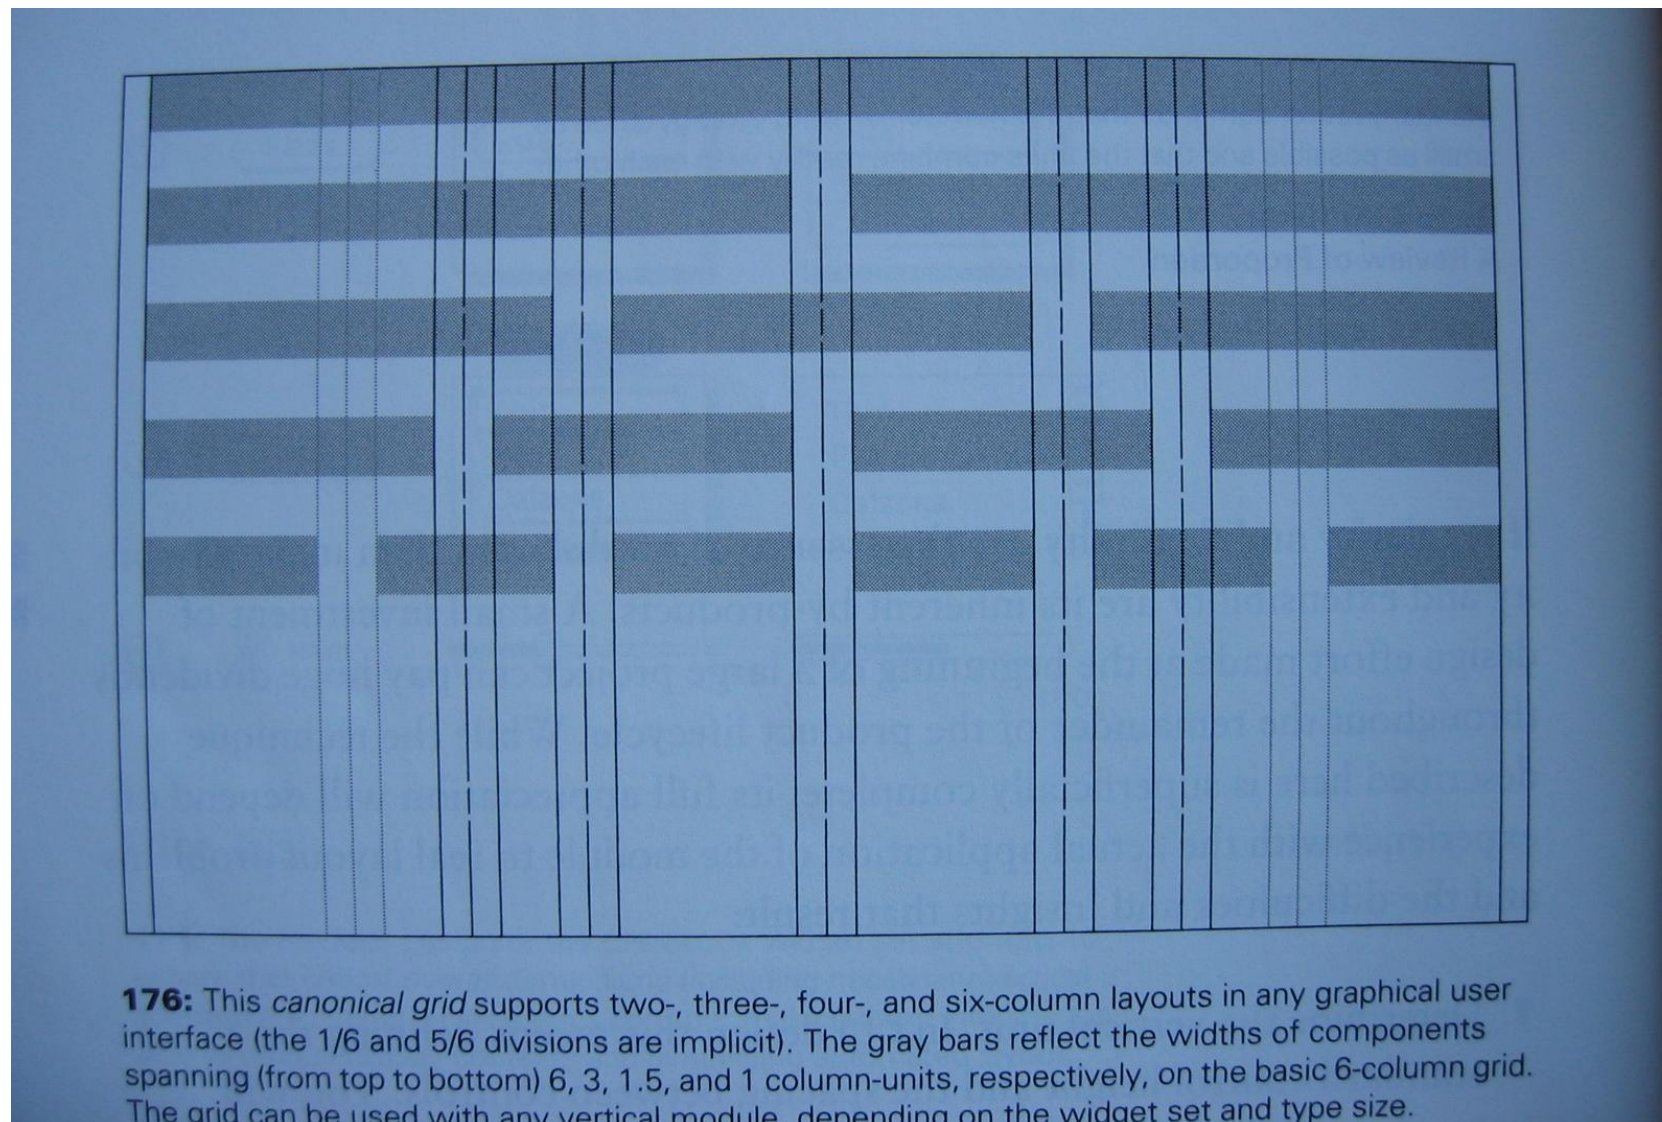 176: This canonical grid supports two-, three-, four-, and six-column layouts in any graphical user
interface (the 1/6 and 5/6 divisions are implicit). The gray bars reflect the widths of components
spanning (from top to bottom) 6, 3, 1.5, and 1 column-units, respectively, on the basic 6-column grid.
The grid can be used with any vertical module, depending on the widget set and type size.